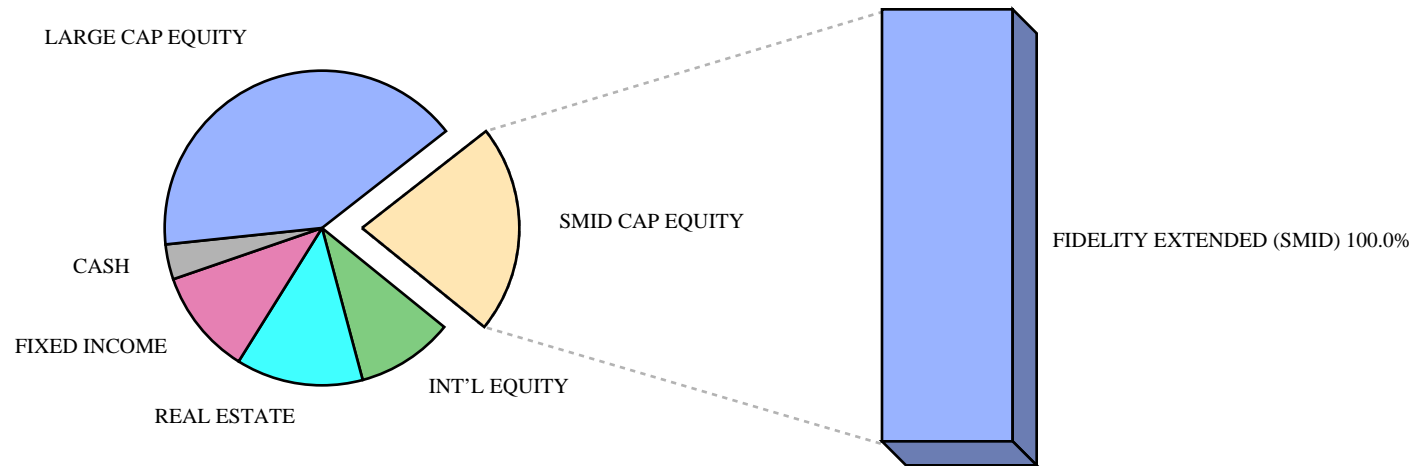 LARGE CAP EQUITY
SMID CAP EQUITY
FIDELITY EXTENDED (SMID) 100.0%
CASH
FIXED INCOME
INT'L EQUITY
REAL ESTATE